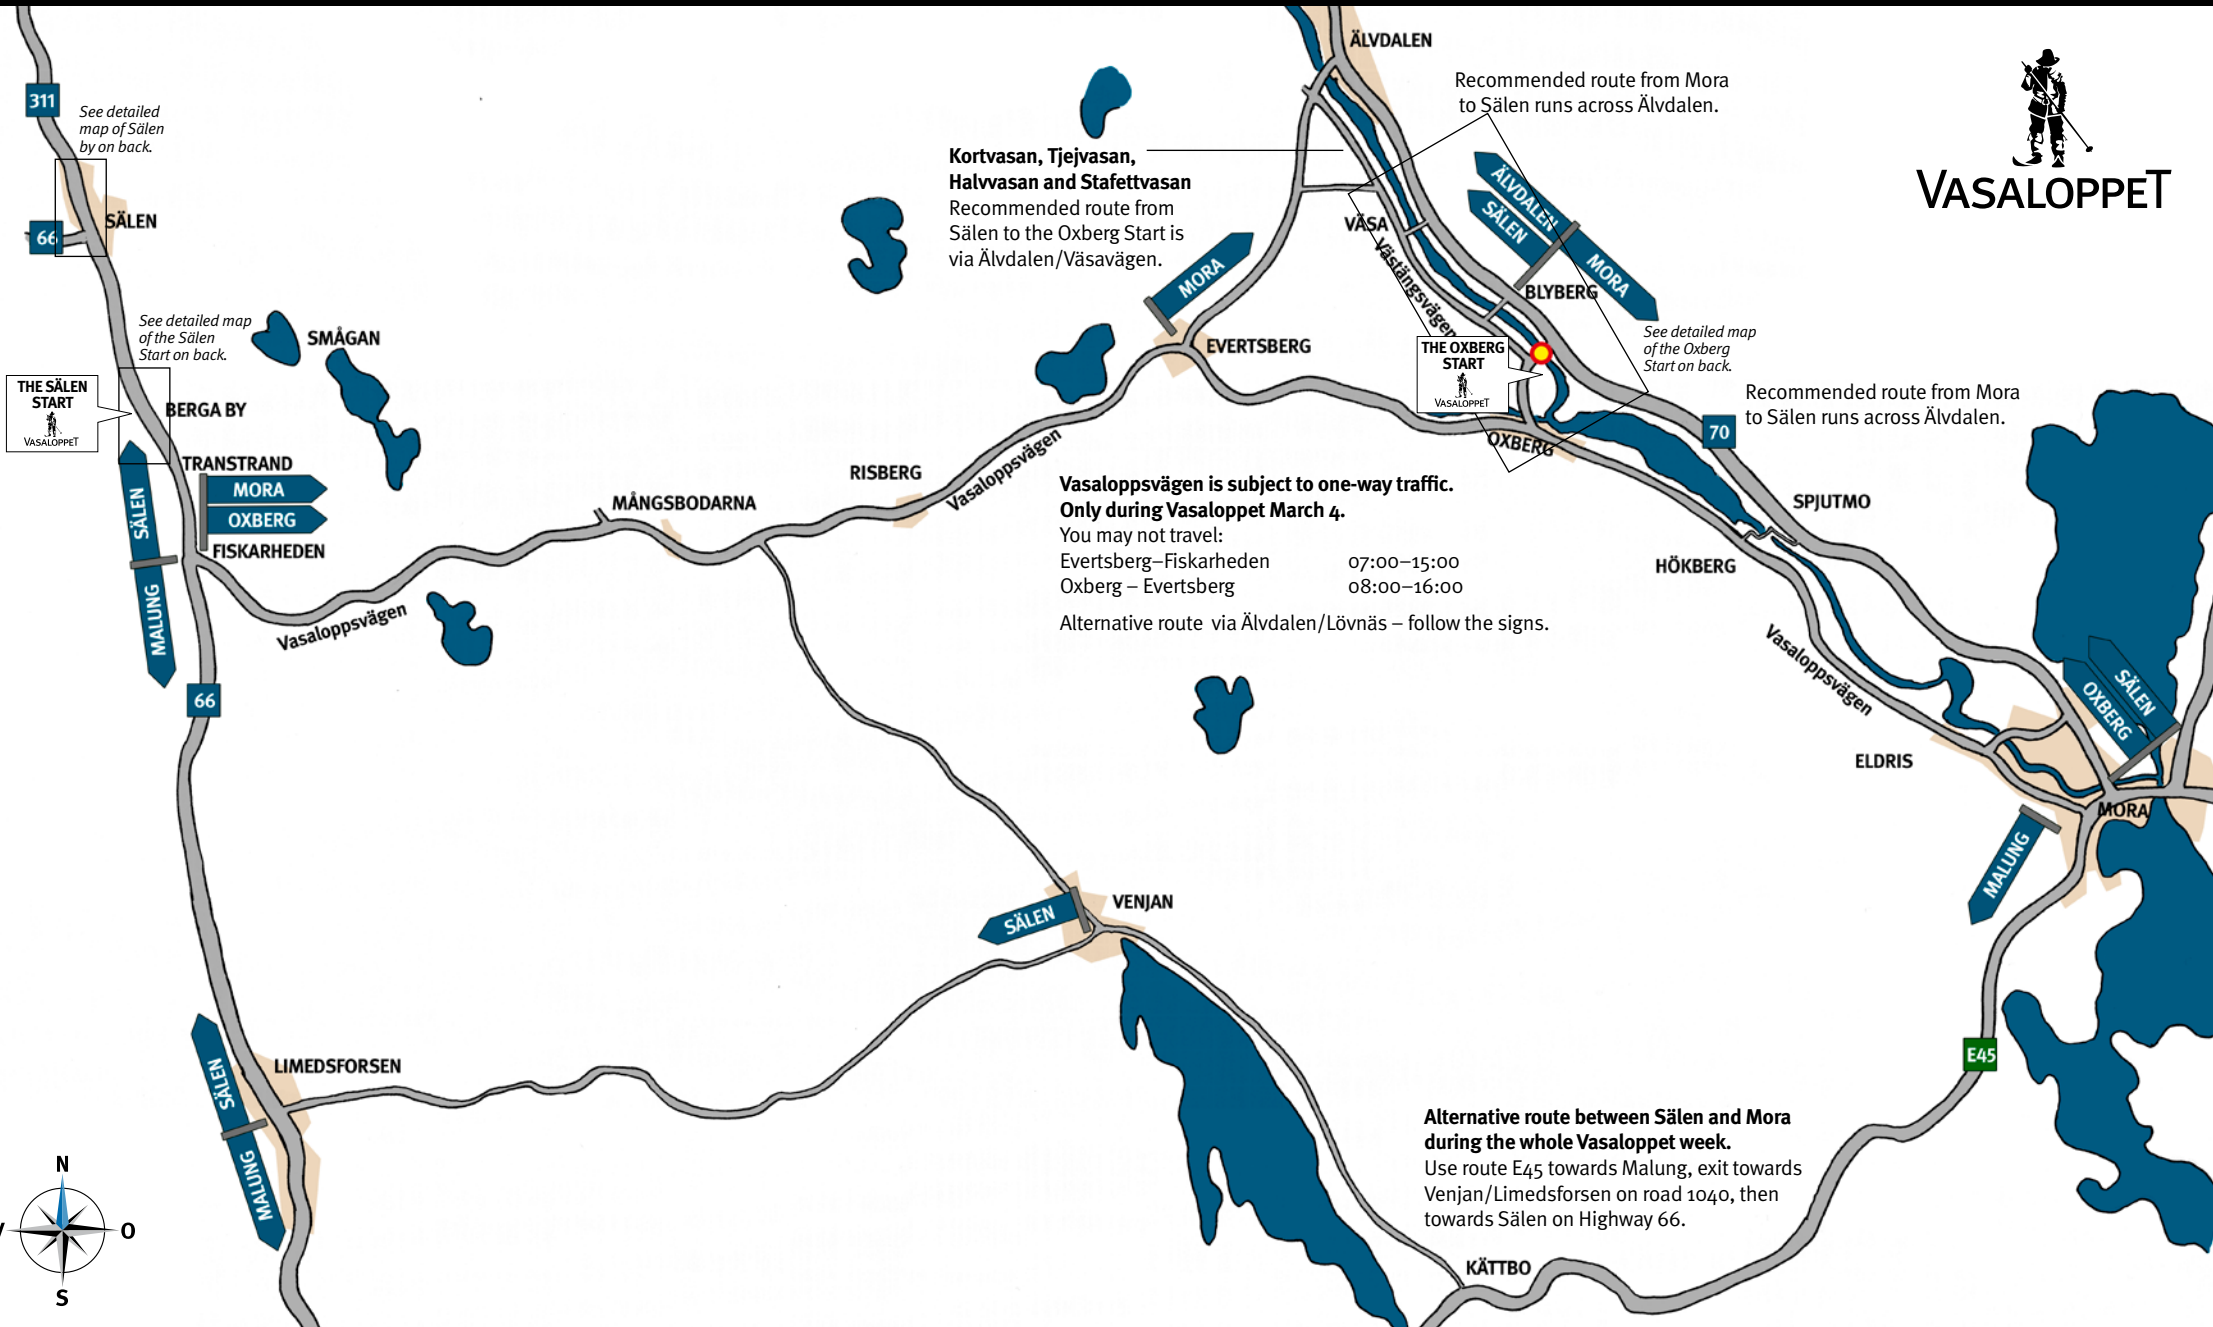 ÄLVDALEN
Recommended route from Mora
to Sälen runs across Älvdalen.
VASALOPPET
311
See detailed
map of Sälen
by on back.
Kortvasan, Tjejvasan,
Halvvasan and Stafettvasan
Recommended route from
Sälen to the Oxberg Start is
via Älvdalen/Väsavägen.
SÄLEN
66
VÄSA
ÄLVDALEN
SÄLEN
MORA
Västängsvägen
MORA
BLYBERG
See detailed map
of the Sälen
Start on back.
SMÅGAN
EVERTSBERG
THE OXBERG
START
VASALOPPET
See detailed map
of the Oxberg
Start on back.
Recommended route from Mora
to Sälen runs across Älvdalen.
THE SÄLEN
START
VASALOPPET
BERGA BY
70
OXBERG
TRANSTRAND
MORA
OXBERG
FISKARHEDEN
SÄLEN
MALUNG
RISBERG
Vasaloppsvägen
MÅNGSBODARNA
Vasaloppsvägen is subject to one-way traffic.
Only during Vasaloppet March 4.
You may not travel:
Evertsberg–Fiskarheden 07:00–15:00
Oxberg – Evertsberg 08:00–16:00
Alternative route via Älvdalen/Lövnäs – follow the signs.
SPJUTMO
HÖKBERG
Vasaloppsvägen
Vasaloppsvägen
66
SÄLEN
OXBERG
ELDRIS
MORA
MALUNG
VENJAN
SÄLEN
E45
LIMEDSFORSEN
SÄLEN
MALUNG
Alternative route between Sälen and Mora
during the whole Vasaloppet week.
Use route E45 towards Malung, exit towards
Venjan/Limedsforsen on road 1040, then
towards Sälen on Highway 66.
N
O
S
KÄTTBO